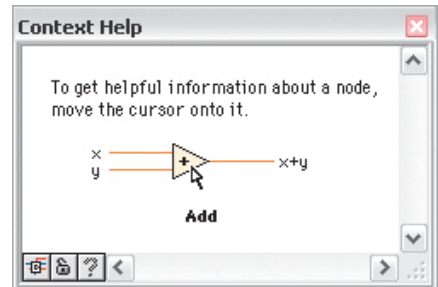 Context Help
To get helpful information about a node,
move the cursor onto it.
x
y
+
x+y
Add
?